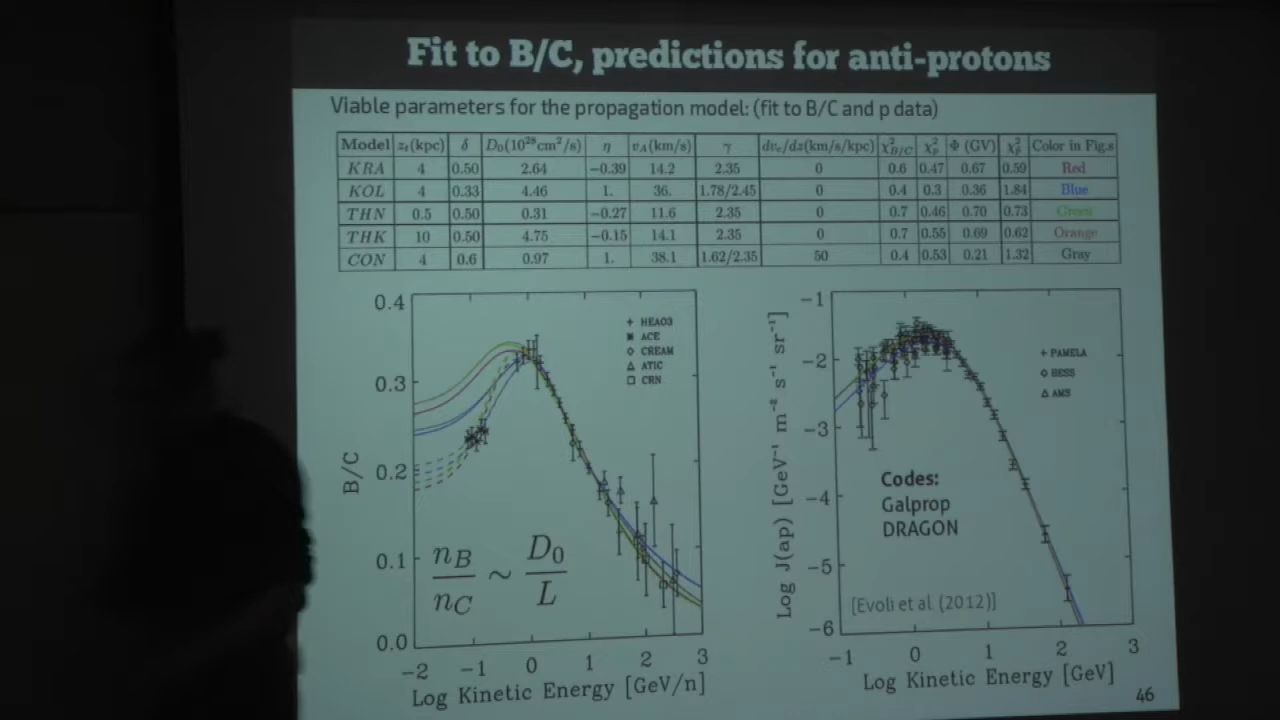 Fit to B/C, predictions for anti-protons
Viable parameters for the propagation model: (fit to B/C and p data)
Model z_t(kpc) δ D₀(10²⁸cm²/s) η v_A(km/s) γ dv_c/dz(km/s/kpc) χ²_B/C χ²_p Φ (GV) χ²_p̄ Color in Fig.s
KRA 4 0.50 2.64 −0.39 14.2 2.35 0 0.6 0.47 0.67 0.59 Red
KOL 4 0.33 4.46 1. 36. 1.78/2.45 0 0.4 0.3 0.36 1.84 Blue
THN 0.5 0.50 0.31 −0.27 11.6 2.35 0 0.7 0.46 0.70 0.73 Green
THK 10 0.50 4.75 −0.15 14.1 2.35 0 0.7 0.55 0.69 0.62 Orange
CON 4 0.6 0.97 1. 38.1 1.62/2.35 50 0.4 0.53 0.21 1.32 Gray
0.4
0.3
0.2
0.1
0.0
B/C
HEAO3
ACE
CREAM
ATIC
CRN
n_B/n_C ~ D₀/L
−2 −1 0 1 2 3
Log Kinetic Energy [GeV/n]
−1
−2
−3
−4
−5
−6
Log J(ap) [GeV⁻¹ m⁻² s⁻¹ sr⁻¹]
PAMELA
BESS
AMS
Codes:
Galprop
DRAGON
[Evoli et al. (2012)]
−1 0 1 2 3
Log Kinetic Energy [GeV]
46